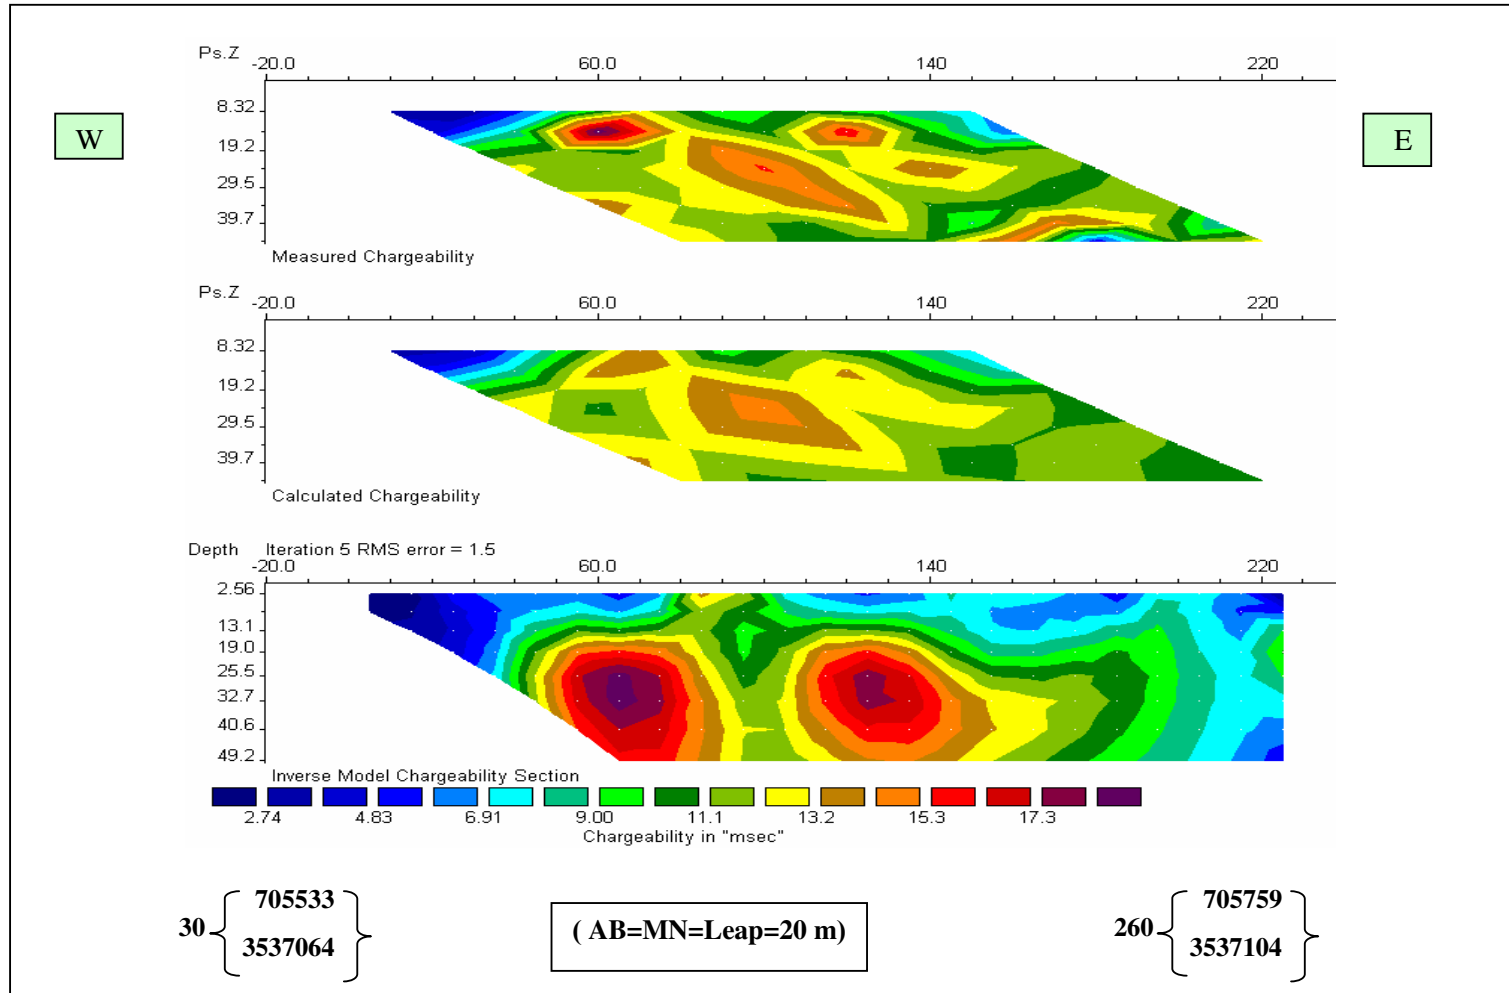 Ps.Z
-20.0 60.0 140 220
8.32
19.2
29.5
39.7
Measured Chargeability
W
E
Ps.Z
-20.0 60.0 140 220
8.32
19.2
29.5
39.7
Calculated Chargeability
Depth Iteration 5 RMS error = 1.5
-20.0 60.0 140 220
2.56
13.1
19.0
25.5
32.7
40.6
49.2
Inverse Model Chargeability Section
2.74 4.83 6.91 9.00 11.1 13.2 15.3 17.3
Chargeability in "msec"
30 { 705533
3537064 }
( AB=MN=Leap=20 m)
260 { 705759
3537104 }